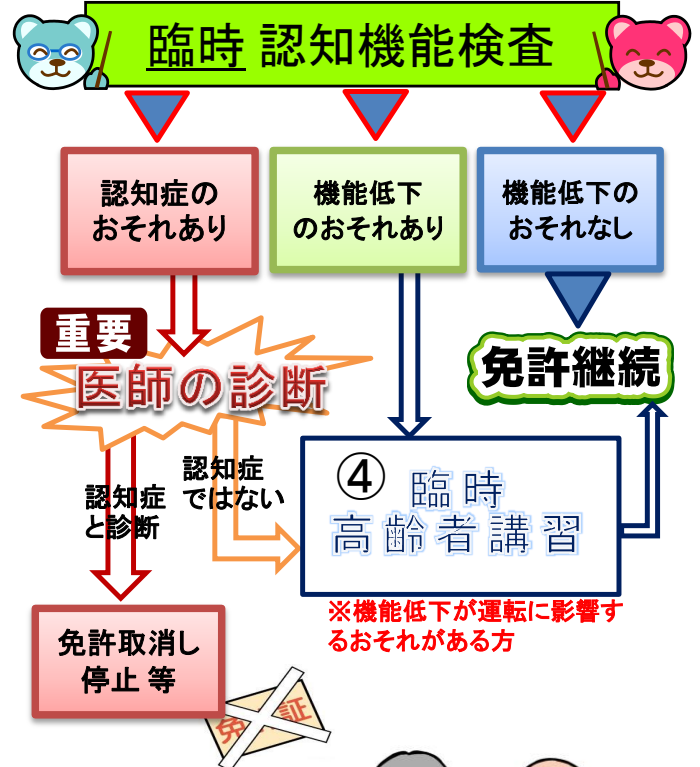 臨時 認知機能検査
認知症の
おそれあり
機能低下
のおそれあり
機能低下の
おそれなし
重要
医師の診断
免許継続
認知症
と診断
認知症
ではない
④ 臨時
高齢者講習
※機能低下が運転に影響す
るおそれがある方
免許取消し
停止 等
免許証